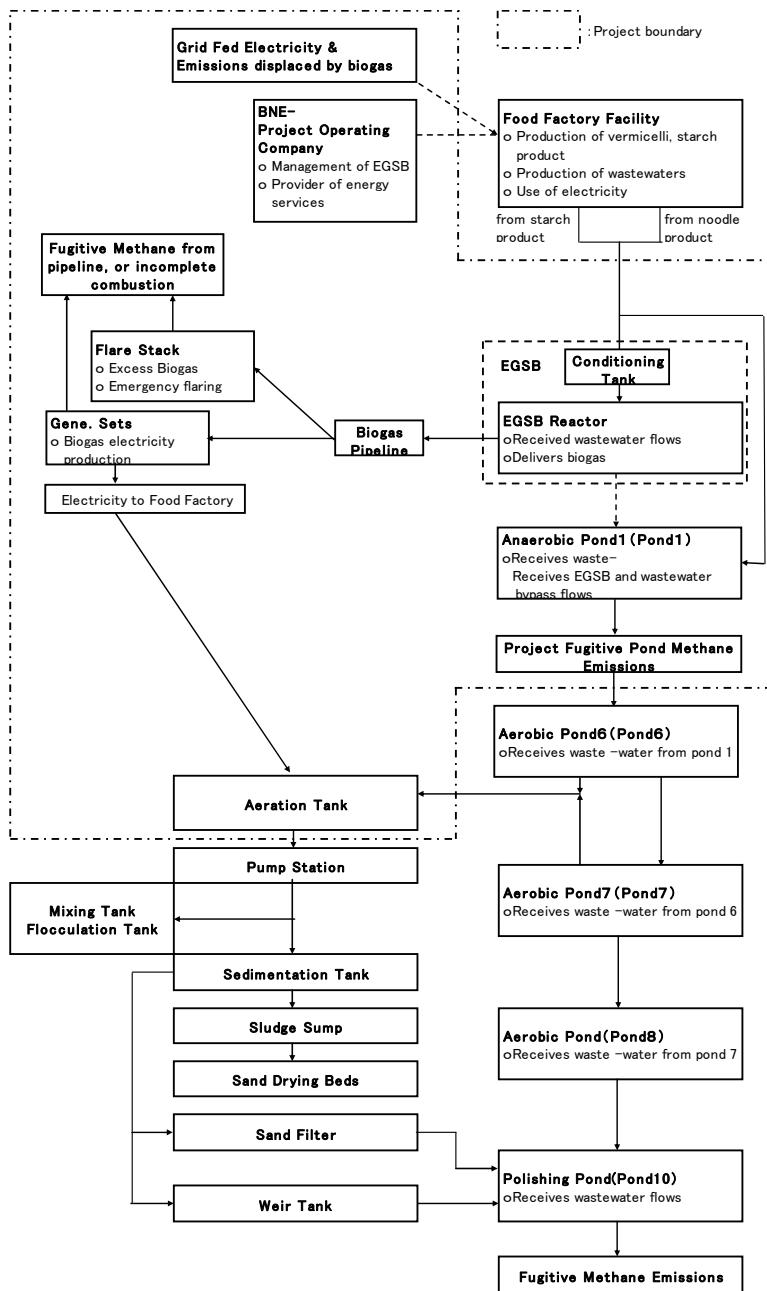 : Project boundary
Grid Fed Electricity &
Emissions displaced by biogas
BNE-
Project Operating
Company
o Management of EGSB
o Provider of energy
services
Food Factory Facility
o Production of vermicelli, starch
product
o Production of wastewaters
o Use of electricity
from starch
product
from noodle
product
Fugitive Methane from
pipeline, or incomplete
combustion
Flare Stack
o Excess Biogas
o Emergency flaring
EGSB
Conditioning
Tank
Gene. Sets
o Biogas electricity
production
Biogas
Pipeline
EGSB Reactor
oReceived wastewater flows
oDelivers biogas
Electricity to Food Factory
Anaerobic Pond1(Pond1)
oReceives waste-
Receives EGSB and wastewater
bypass flows
Project Fugitive Pond Methane
Emissions
Aerobic Pond6(Pond6)
oReceives waste -water from pond 1
Aeration Tank
Pump Station
Aerobic Pond7(Pond7)
oReceives waste -water from pond 6
Mixing Tank
Flocculation Tank
Sedimentation Tank
Sludge Sump
Aerobic Pond(Pond8)
oReceives waste -water from pond 7
Sand Drying Beds
Sand Filter
Polishing Pond(Pond10)
oReceives wastewater flows
Weir Tank
Fugitive Methane Emissions